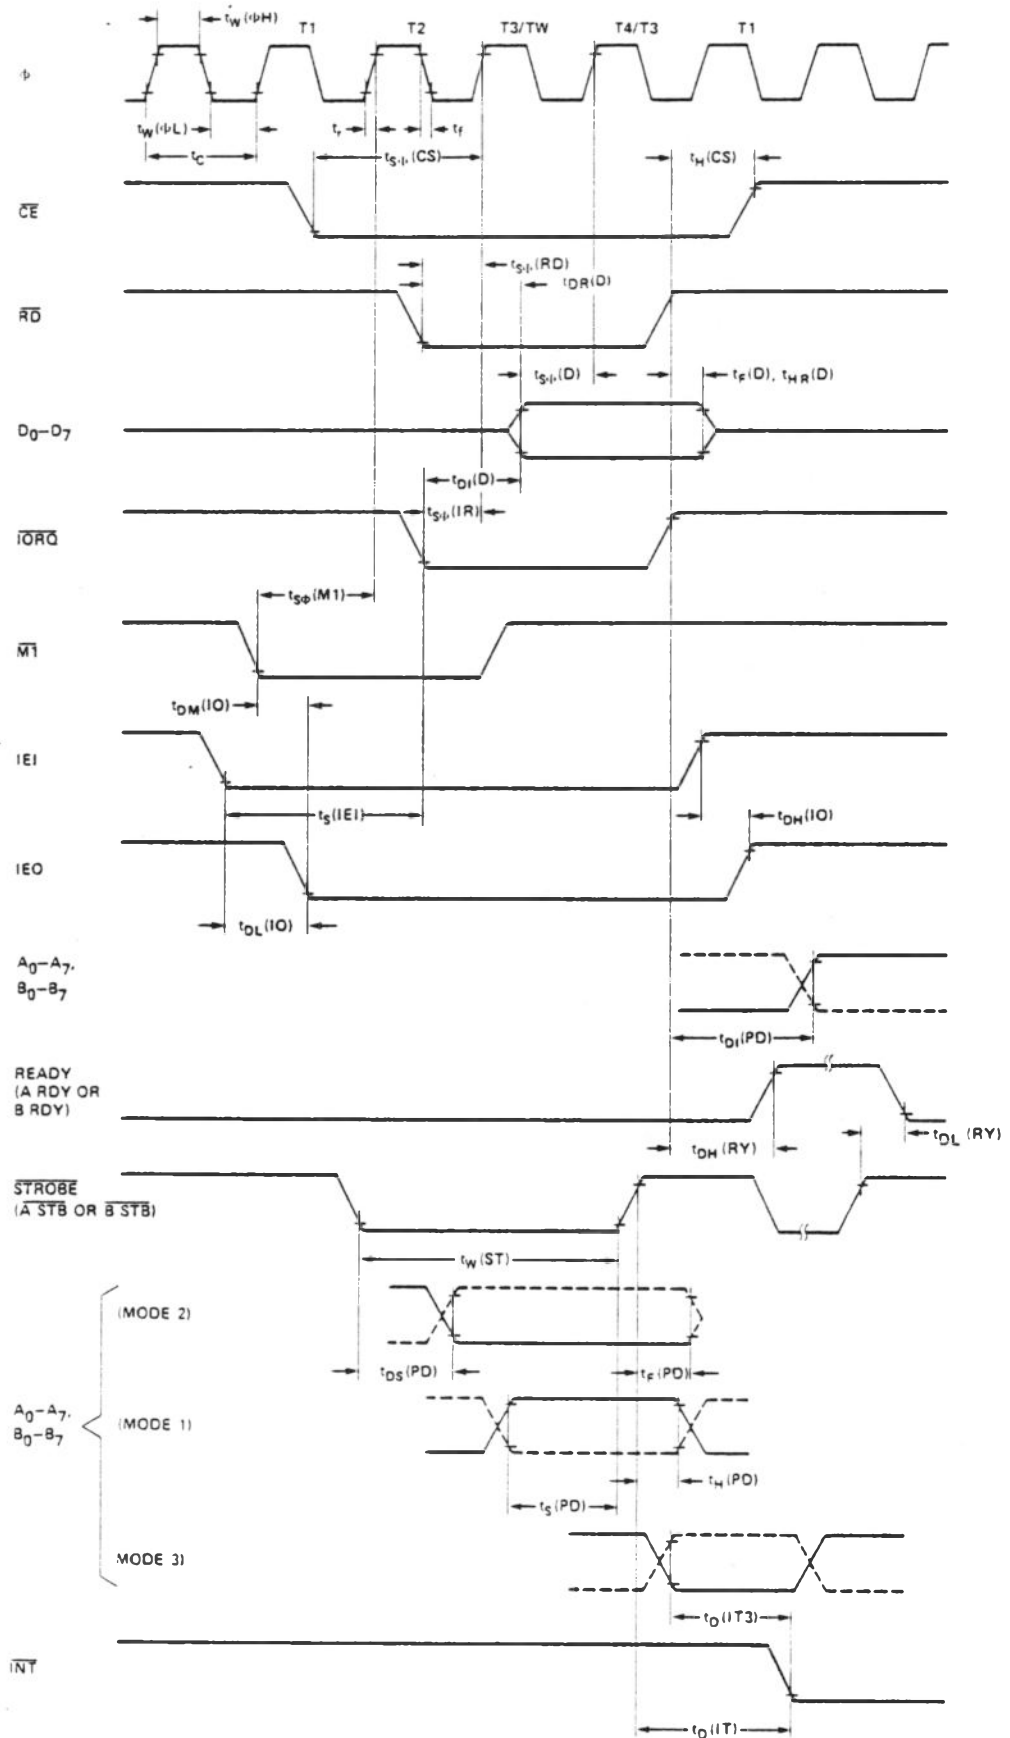 tW(ΦH)
T1 T2 T3/TW T4/T3 T1
Φ
tW(ΦL) tr tf
tC tSΦ(CS) tH(CS)
CE
tSΦ(RD)
tDR(D)
RD
tSΦ(D) tF(D), tHR(D)
D0–D7
tDI(D)
tSΦ(IR)
IORQ
tSΦ(M1)
M1
tDM(IO)
IEI
tS(IEI) tDH(IO)
IEO
tDL(IO)
A0–A7,
B0–B7
tDI(PD)
READY
(A RDY OR
B RDY)
tDH(RY) tDL(RY)
STROBE
(A STB OR B STB)
tW(ST)
(MODE 2)
tDS(PD) tF(PD)
A0–A7,
B0–B7
(MODE 1)
tH(PD)
tS(PD)
MODE 3)
tD(IT3)
INT
tD(IT)